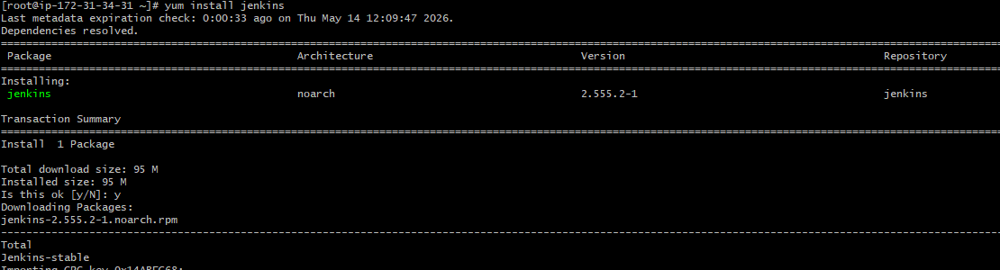 [root@ip-172-31-34-31 ~]# yum install jenkins
Last metadata expiration check: 0:00:33 ago on Thu May 14 12:09:47 2026.
Dependencies resolved.
Package Architecture Version Repository
Installing:
jenkins noarch 2.555.2-1 jenkins
Transaction Summary
Install 1 Package
Total download size: 95 M
Installed size: 95 M
Is this ok [y/N]: y
Downloading Packages:
jenkins-2.555.2-1.noarch.rpm
Total
Jenkins-stable
Importing GPG key